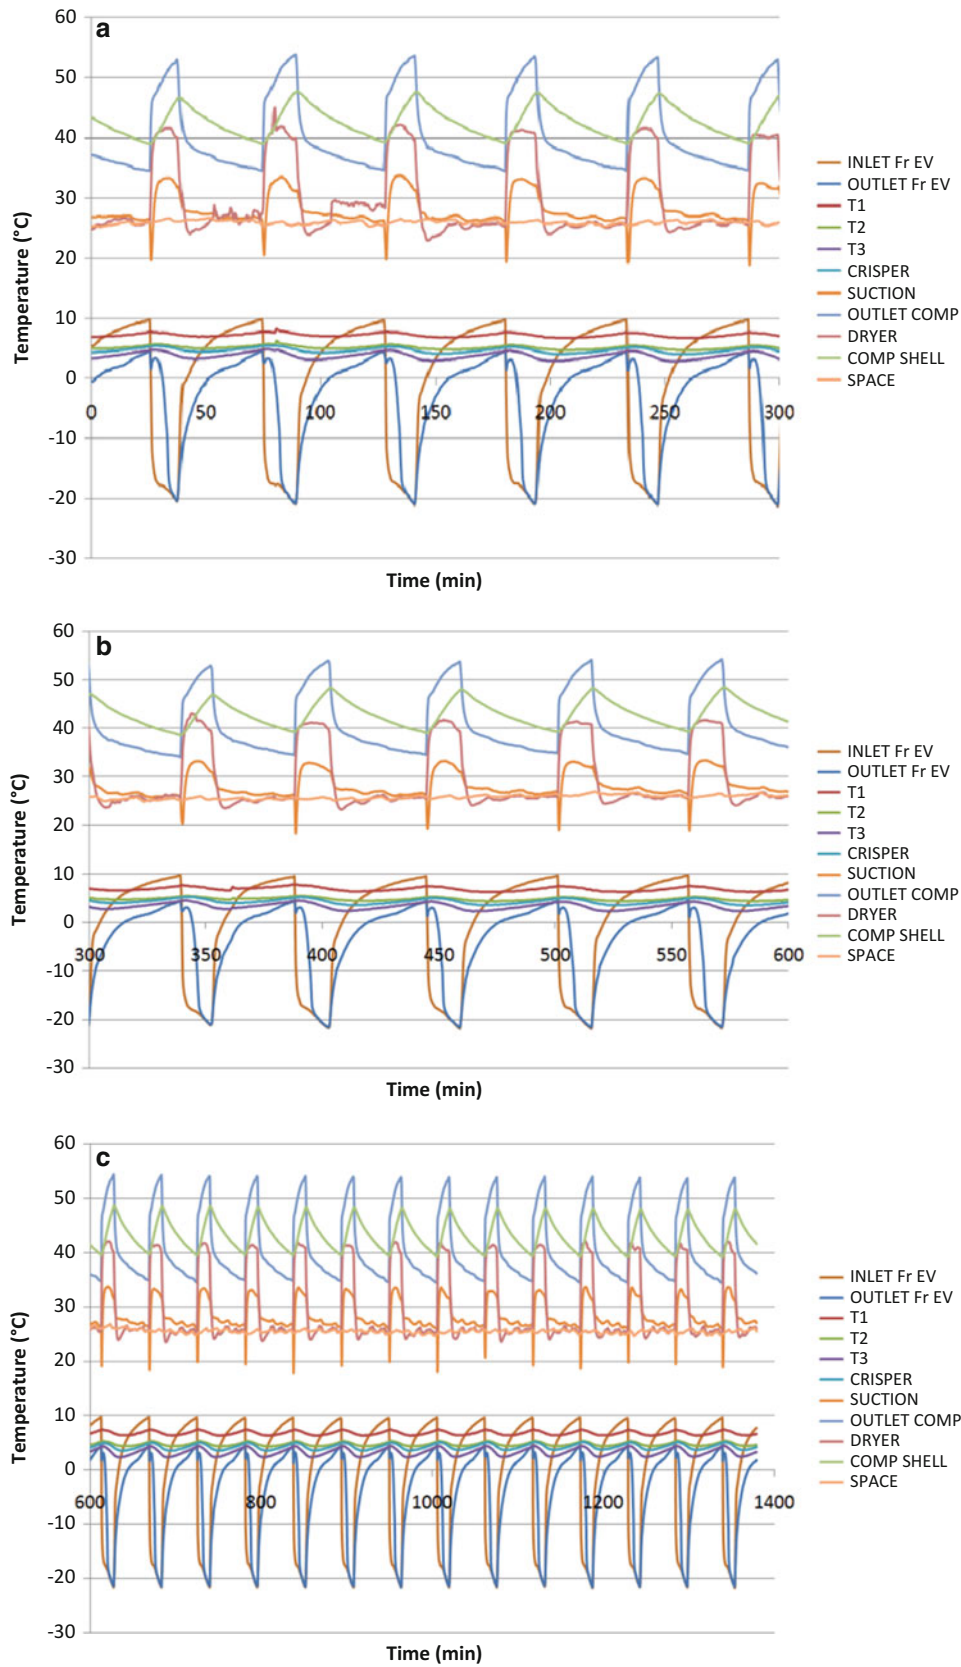 a
60
50
40
30
20
10
0
-10
-20
-30
0 50 100 150 200 250 300
Temperature (°C)
Time (min)
INLET Fr EV
OUTLET Fr EV
T1
T2
T3
CRISPER
SUCTION
OUTLET COMP
DRYER
COMP SHELL
SPACE
b
60
50
40
30
20
10
0
-10
-20
-30
300 350 400 450 500 550 600
Temperature (°C)
Time (min)
INLET Fr EV
OUTLET Fr EV
T1
T2
T3
CRISPER
SUCTION
OUTLET COMP
DRYER
COMP SHELL
SPACE
c
60
50
40
30
20
10
0
-10
-20
-30
600 800 1000 1200 1400
Temperature (°C)
Time (min)
INLET Fr EV
OUTLET Fr EV
T1
T2
T3
CRISPER
SUCTION
OUTLET COMP
DRYER
COMP SHELL
SPACE